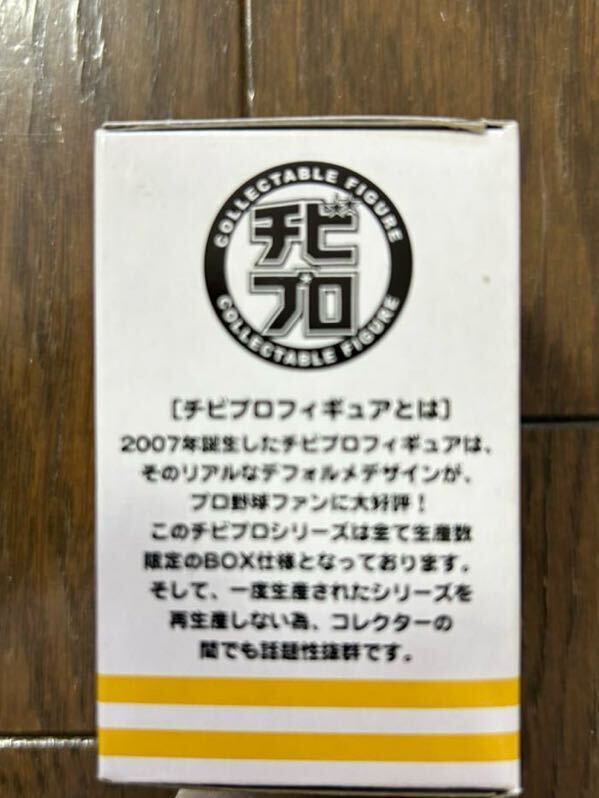 COLLECTABLE FIGURE
チビ
プロ
COLLECTABLE FIGURE
[チビプロフィギュアとは]
2007年誕生したチビプロフィギュアは、
そのリアルなデフォルメデザインが、
プロ野球ファンに大好評！
このチビプロシリーズは全て生産数
限定のBOX仕様となっております。
そして、一度生産されたシリーズを
再生産しない為、コレクターの
間でも話題性抜群です。